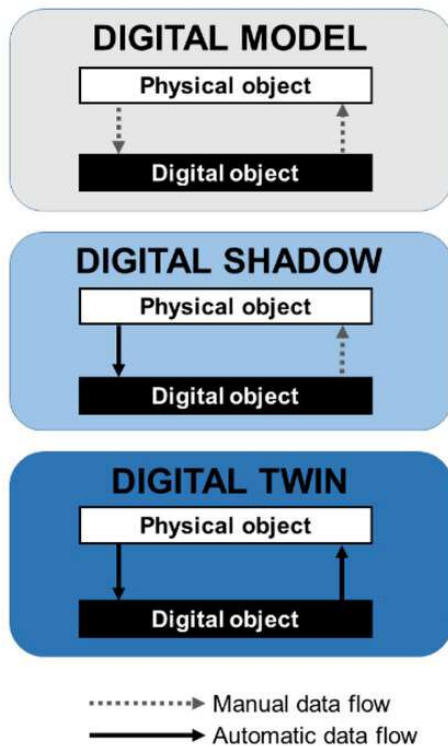 DIGITAL MODEL
Physical object
Digital object
DIGITAL SHADOW
Physical object
Digital object
DIGITAL TWIN
Physical object
Digital object
Manual data flow
Automatic data flow